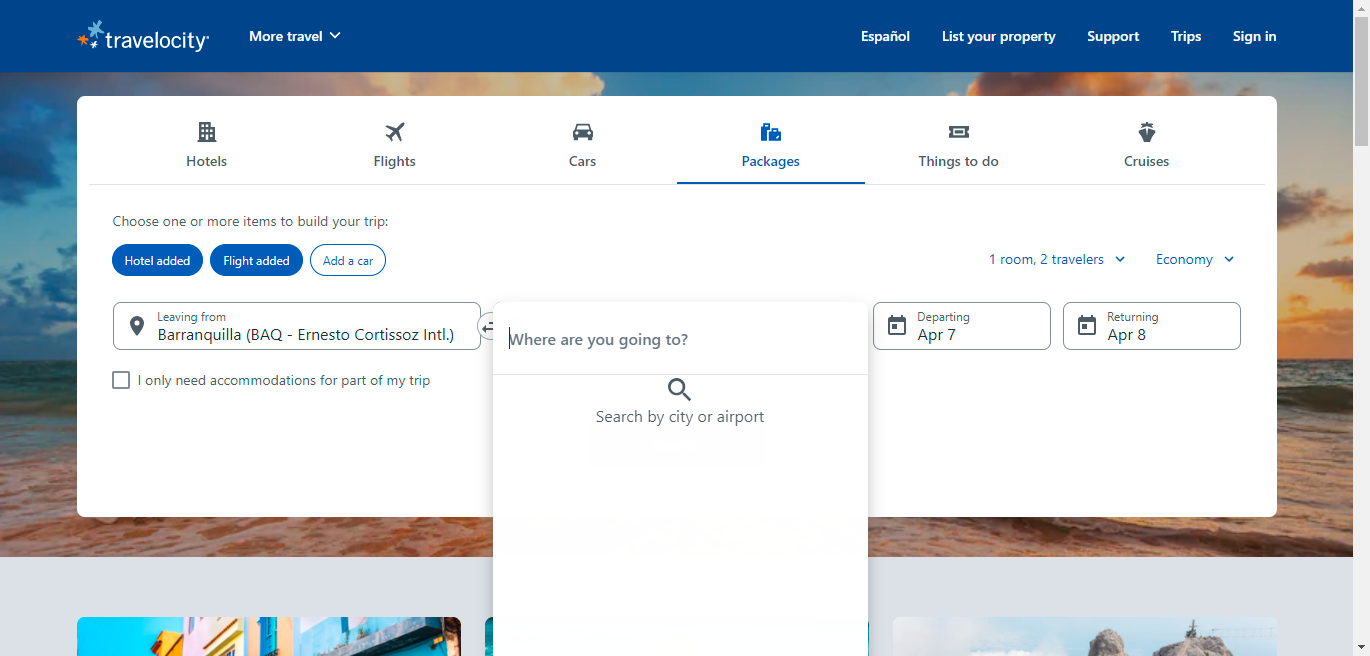 travelocity
More travel
Español
List your property
Support
Trips
Sign in
Hotels
Flights
Cars
Packages
Things to do
Cruises
Choose one or more items to build your trip:
Hotel added
Flight added
Add a car
1 room, 2 travelers
Economy
Leaving from
Barranquilla (BAQ - Ernesto Cortissoz Intl.)
Where are you going to?
Departing
Apr 7
Returning
Apr 8
I only need accommodations for part of my trip
Search by city or airport